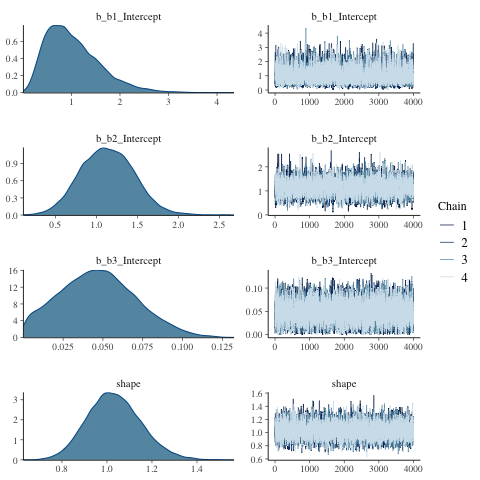 b_b1_Intercept
0.6
0.4
0.2
0.0
1 2 3 4
b_b1_Intercept
4
3
2
1
0
0 1000 2000 3000 4000
b_b2_Intercept
0.9
0.6
0.3
0.0
0.5 1.0 1.5 2.0 2.5
b_b2_Intercept
2
1
0
0 1000 2000 3000 4000
Chain
1
2
3
4
b_b3_Intercept
16
12
8
4
0
0.025 0.050 0.075 0.100 0.125
b_b3_Intercept
0.10
0.05
0.00
0 1000 2000 3000 4000
shape
3
2
1
0
0.8 1.0 1.2 1.4
shape
1.6
1.4
1.2
1.0
0.8
0.6
0 1000 2000 3000 4000